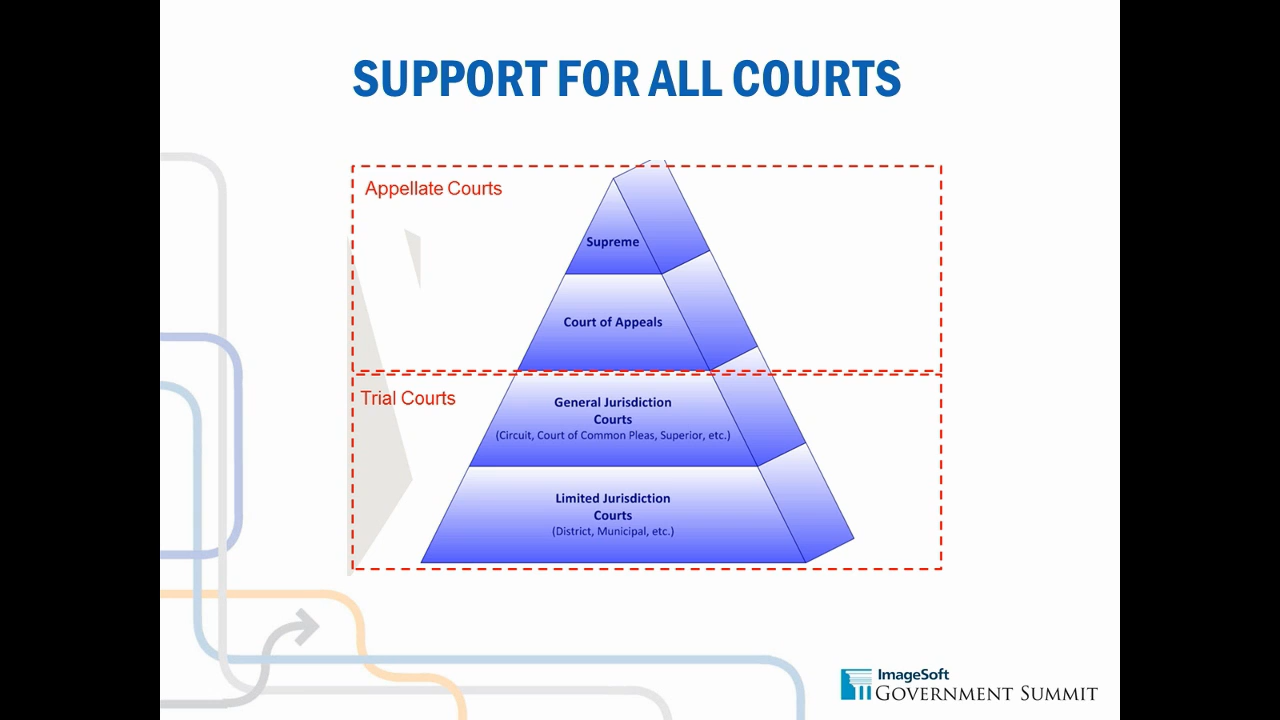 SUPPORT FOR ALL COURTS
Appellate Courts
Supreme
Court of Appeals
Trial Courts
General Jurisdiction
Courts
(Circuit, Court of Common Pleas, Superior, etc.)
Limited Jurisdiction
Courts
(District, Municipal, etc.)
ImageSoft
GOVERNMENT SUMMIT